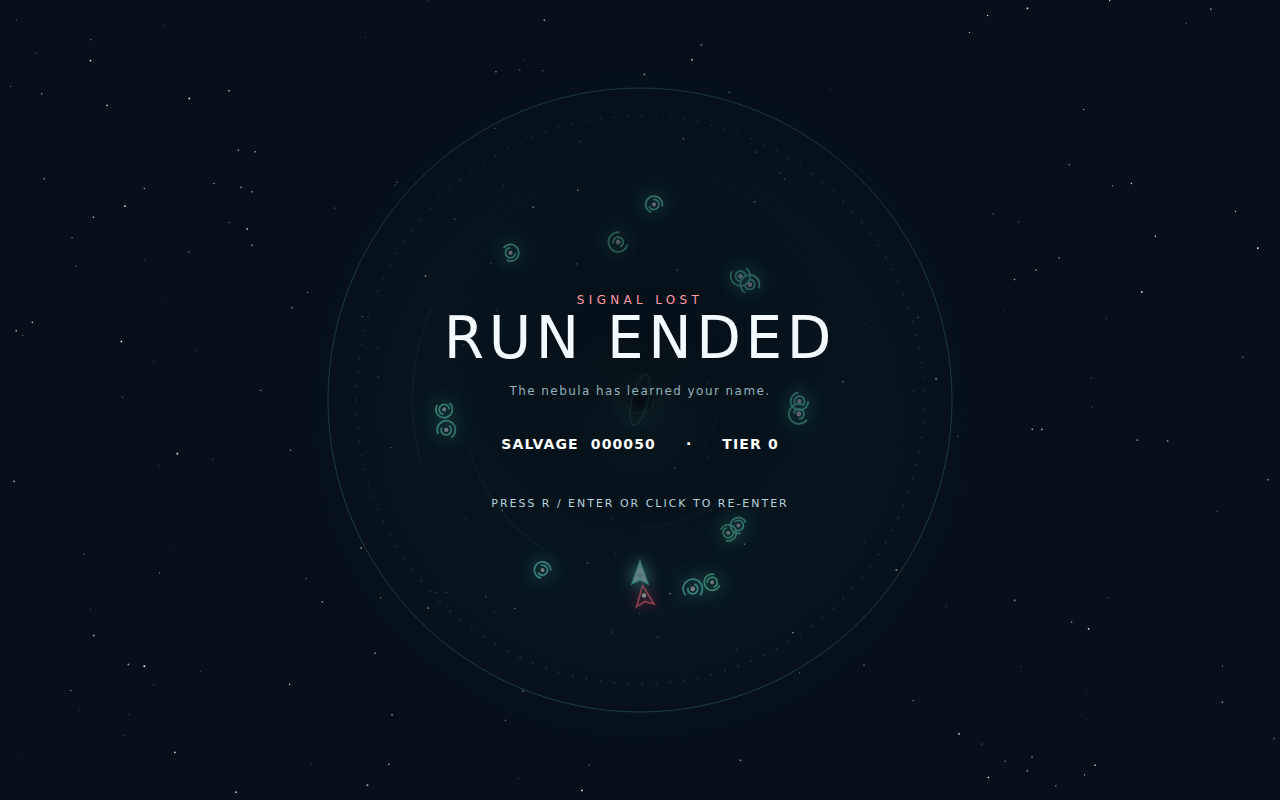 SIGNAL LOST
RUN ENDED
The nebula has learned your name.
SALVAGE 000050 · TIER 0
PRESS R / ENTER OR CLICK TO RE-ENTER